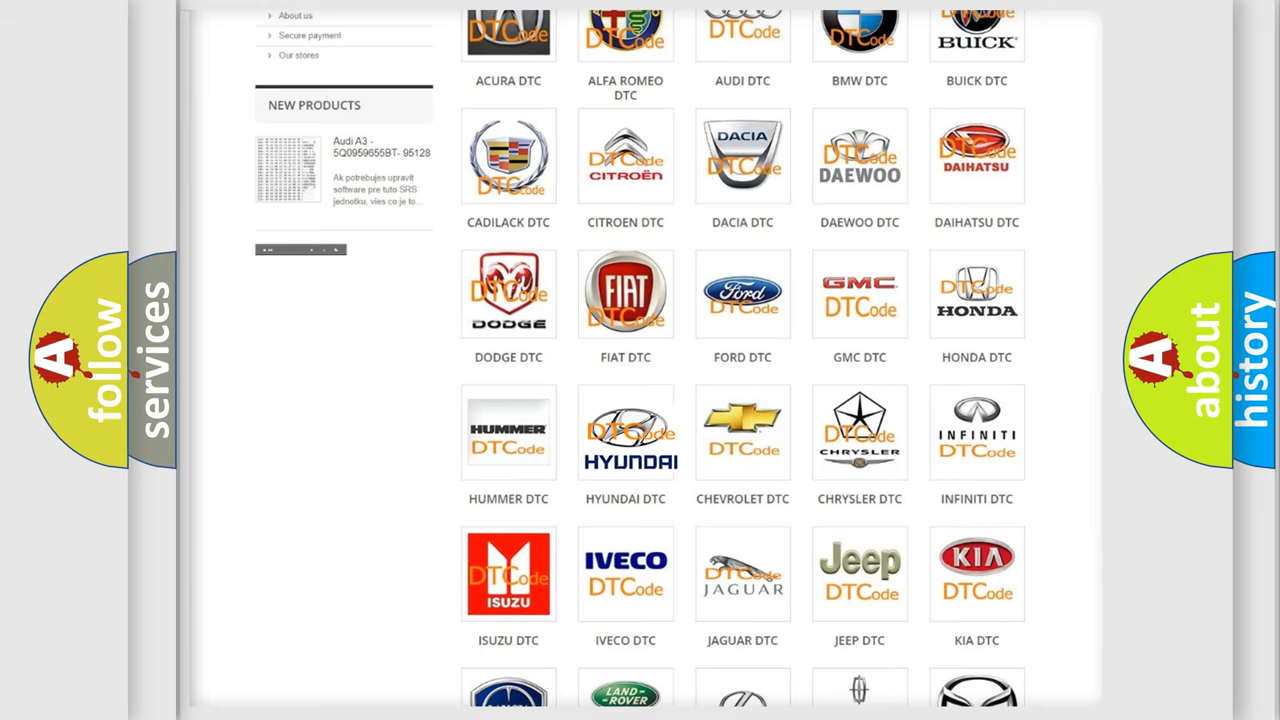 About us
Secure payment
Our stores
NEW PRODUCTS
Audi A3 -
5Q0959655BT- 95128
Ak potrebujes upravit
software pre tuto SRS
jednotku, vies co je to...
DTCode
DTCode
DTCode
DTCode
BUICK
ACURA DTC
ALFA ROMEO
DTC
AUDI DTC
BMW DTC
BUICK DTC
DTCode
DTCode
CITROËN
DACIA
DTCode
DTCode
DAEWOO
DTCode
DAIHATSU
CADILACK DTC
CITROEN DTC
DACIA DTC
DAEWOO DTC
DAIHATSU DTC
DTCode
DODGE
FIAT
DTCode
Ford
DTCode
GMC
DTCode
DTCode
HONDA
DODGE DTC
FIAT DTC
FORD DTC
GMC DTC
HONDA DTC
HUMMER
DTCode
DTCode
HYUNDAI
DTCode
DTCode
CHRYSLER
INFINITI
DTCode
HUMMER DTC
HYUNDAI DTC
CHEVROLET DTC
CHRYSLER DTC
INFINITI DTC
DTCode
ISUZU
IVECO
DTCode
DTCode
JAGUAR
Jeep
DTCode
KIA
DTCode
ISUZU DTC
IVECO DTC
JAGUAR DTC
JEEP DTC
KIA DTC
LAND-
ROVER
A
follow
services
A
about
history